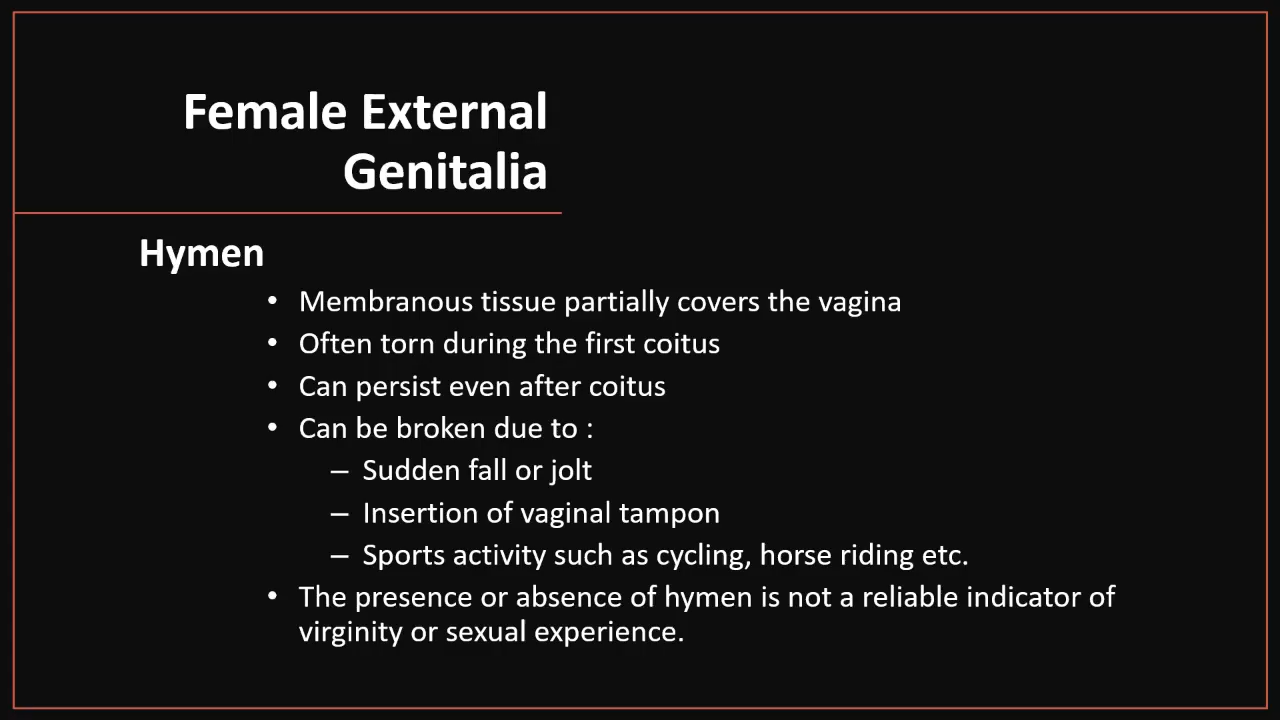 Female External
Genitalia
Hymen
• Membranous tissue partially covers the vagina
• Often torn during the first coitus
• Can persist even after coitus
• Can be broken due to :
– Sudden fall or jolt
– Insertion of vaginal tampon
– Sports activity such as cycling, horse riding etc.
• The presence or absence of hymen is not a reliable indicator of
virginity or sexual experience.